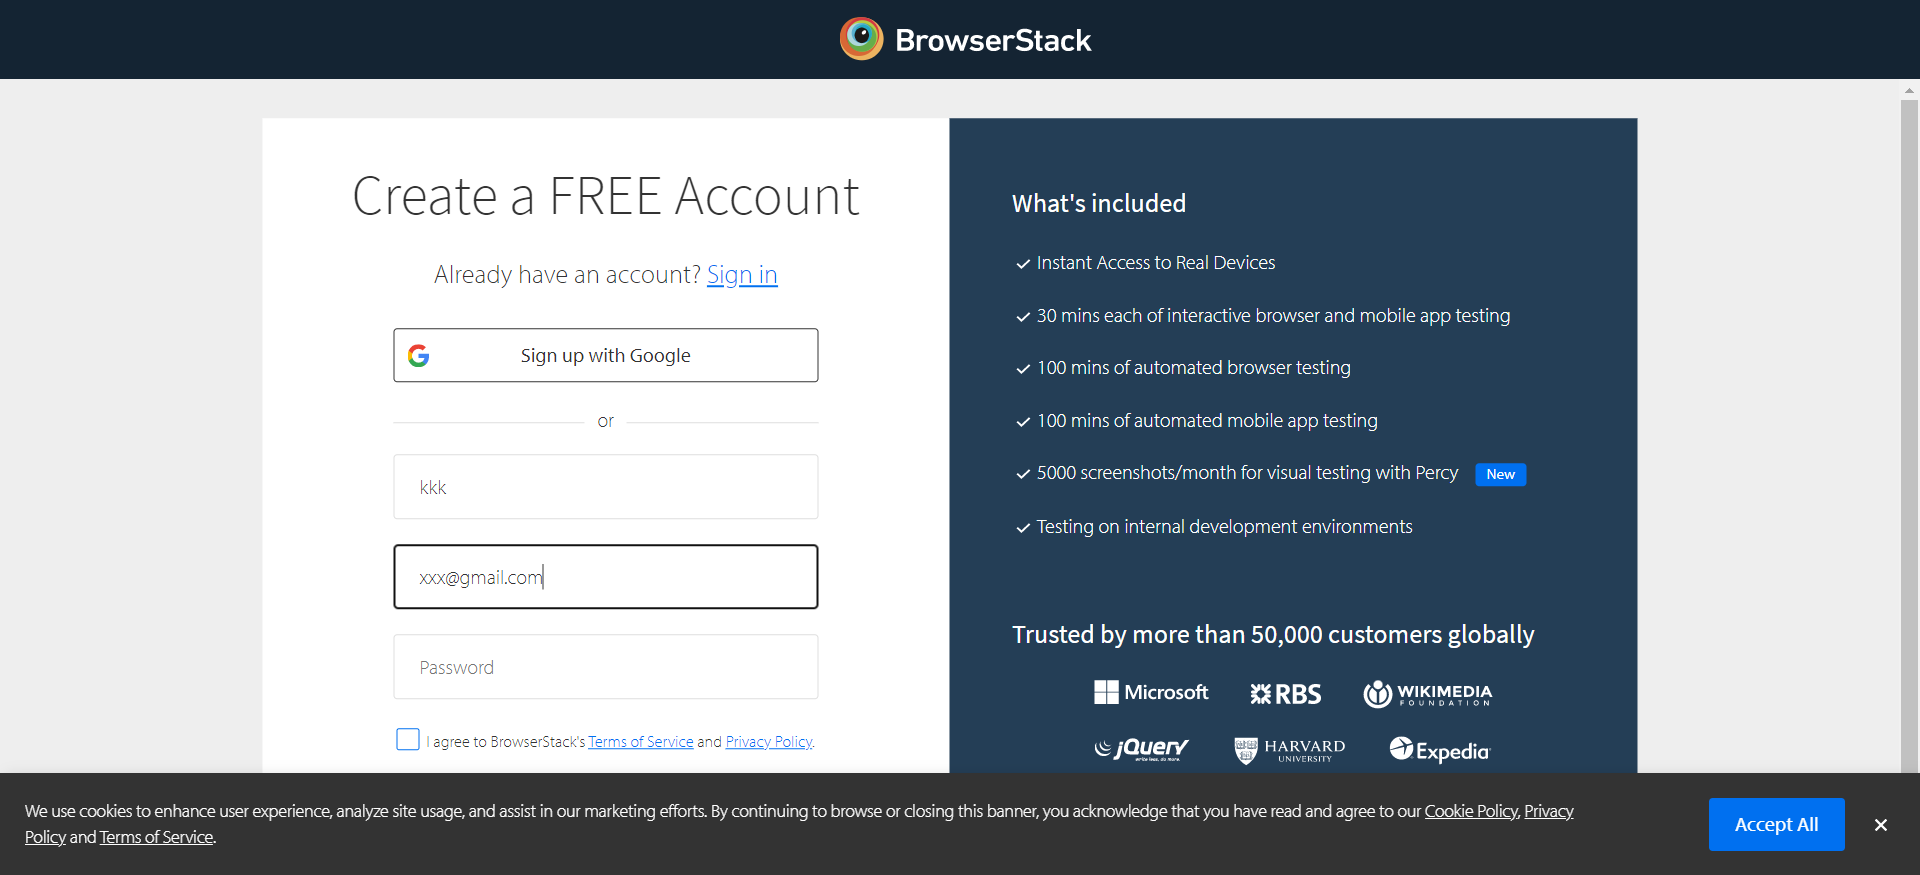 BrowserStack
Create a FREE Account
Already have an account? Sign in
Sign up with Google
or
kkk
xxx@gmail.com
Password
I agree to BrowserStack's Terms of Service and Privacy Policy.
What's included
Instant Access to Real Devices
30 mins each of interactive browser and mobile app testing
100 mins of automated browser testing
100 mins of automated mobile app testing
5000 screenshots/month for visual testing with Percy New
Testing on internal development environments
Trusted by more than 50,000 customers globally
Microsoft RBS WIKIMEDIA
FOUNDATION
jQuery HARVARD Expedia
write less, do more. UNIVERSITY
We use cookies to enhance user experience, analyze site usage, and assist in our marketing efforts. By continuing to browse or closing this banner, you acknowledge that you have read and agree to our Cookie Policy, Privacy
Policy and Terms of Service.
Accept All